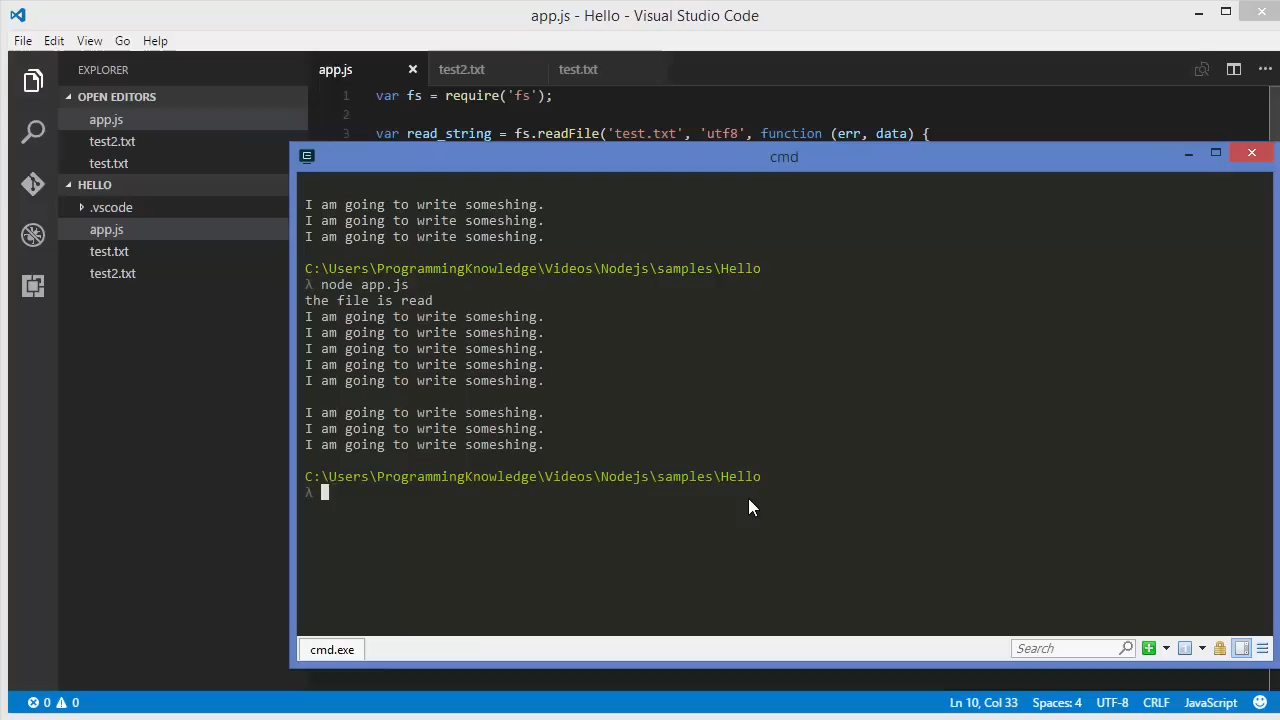 app.js - Hello - Visual Studio Code
File Edit View Go Help
EXPLORER
app.js
test2.txt
test.txt
OPEN EDITORS
app.js
test2.txt
test.txt
HELLO
.vscode
app.js
test.txt
test2.txt
1 var fs = require('fs');
2
3 var read_string = fs.readFile('test.txt', 'utf8', function (err, data) {
cmd
I am going to write someshing.
I am going to write someshing.
I am going to write someshing.
C:\Users\ProgrammingKnowledge\Videos\Nodejs\samples\Hello
λ node app.js
the file is read
I am going to write someshing.
I am going to write someshing.
I am going to write someshing.
I am going to write someshing.
I am going to write someshing.
I am going to write someshing.
I am going to write someshing.
I am going to write someshing.
C:\Users\ProgrammingKnowledge\Videos\Nodejs\samples\Hello
λ
cmd.exe
Search
0 0
Ln 10, Col 33 Spaces: 4 UTF-8 CRLF JavaScript